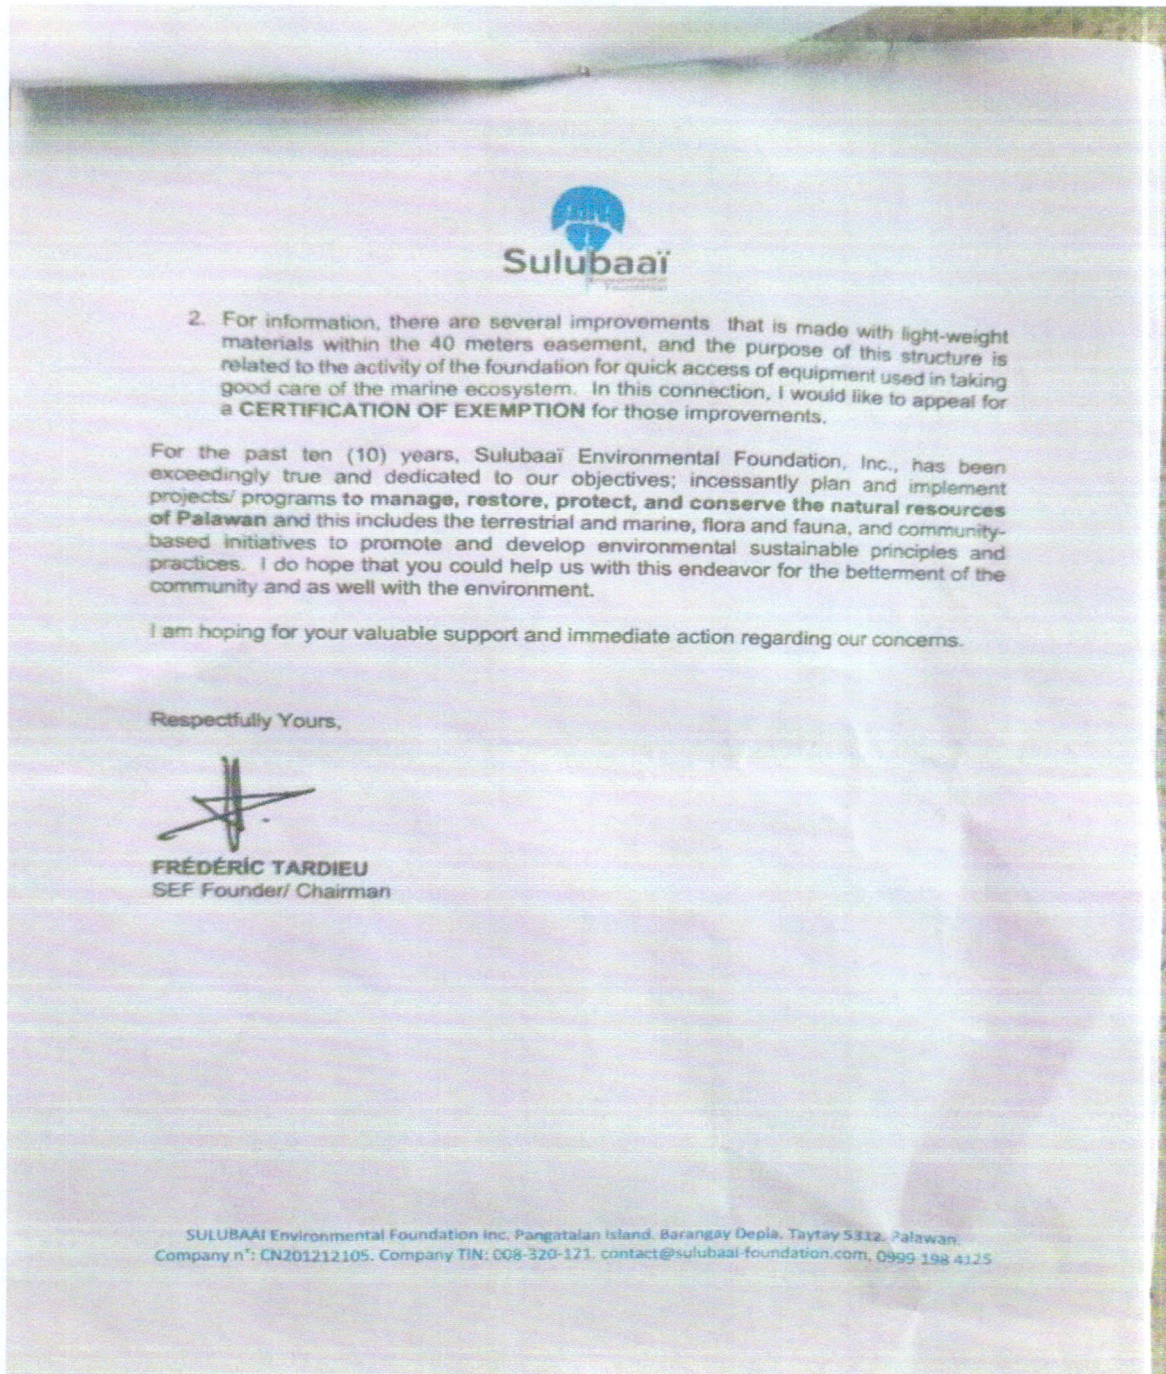 Sulubaaï
Environmental
Foundation
2. For information, there are several improvements that is made with light-weight
materials within the 40 meters easement, and the purpose of this structure is
related to the activity of the foundation for quick access of equipment used in taking
good care of the marine ecosystem. In this connection, I would like to appeal for
a CERTIFICATION OF EXEMPTION for those improvements.
For the past ten (10) years, Sulubaaï Environmental Foundation, Inc., has been
exceedingly true and dedicated to our objectives; incessantly plan and implement
projects/ programs to manage, restore, protect, and conserve the natural resources
of Palawan and this includes the terrestrial and marine, flora and fauna, and community-
based initiatives to promote and develop environmental sustainable principles and
practices. I do hope that you could help us with this endeavor for the betterment of the
community and as well with the environment.
I am hoping for your valuable support and immediate action regarding our concerns.
Respectfully Yours,
FRÉDÉRÍC TARDIEU
SEF Founder/ Chairman
SULUBAAI Environmental Foundation inc, Pangatalan Island, Barangay Depla, Taytay 5312, Palawan,
Company n°: CN201212105. Company TIN: 008-320-121, contact@sulubaai-foundation.com, 0999 198 4125